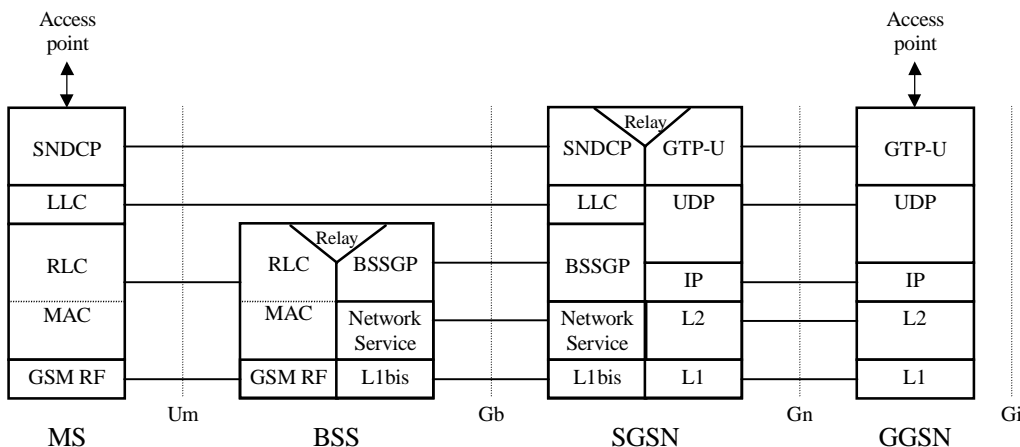 Access
point
Access
point
Relay
SNDCP
SNDCP
GTP-U
GTP-U
LLC
LLC
UDP
UDP
Relay
RLC
RLC
BSSGP
BSSGP
IP
IP
MAC
MAC
Network
Service
Network
Service
L2
L2
GSM RF
GSM RF
L1bis
L1bis
L1
L1
Um
Gb
Gn
Gi
MS
BSS
SGSN
GGSN